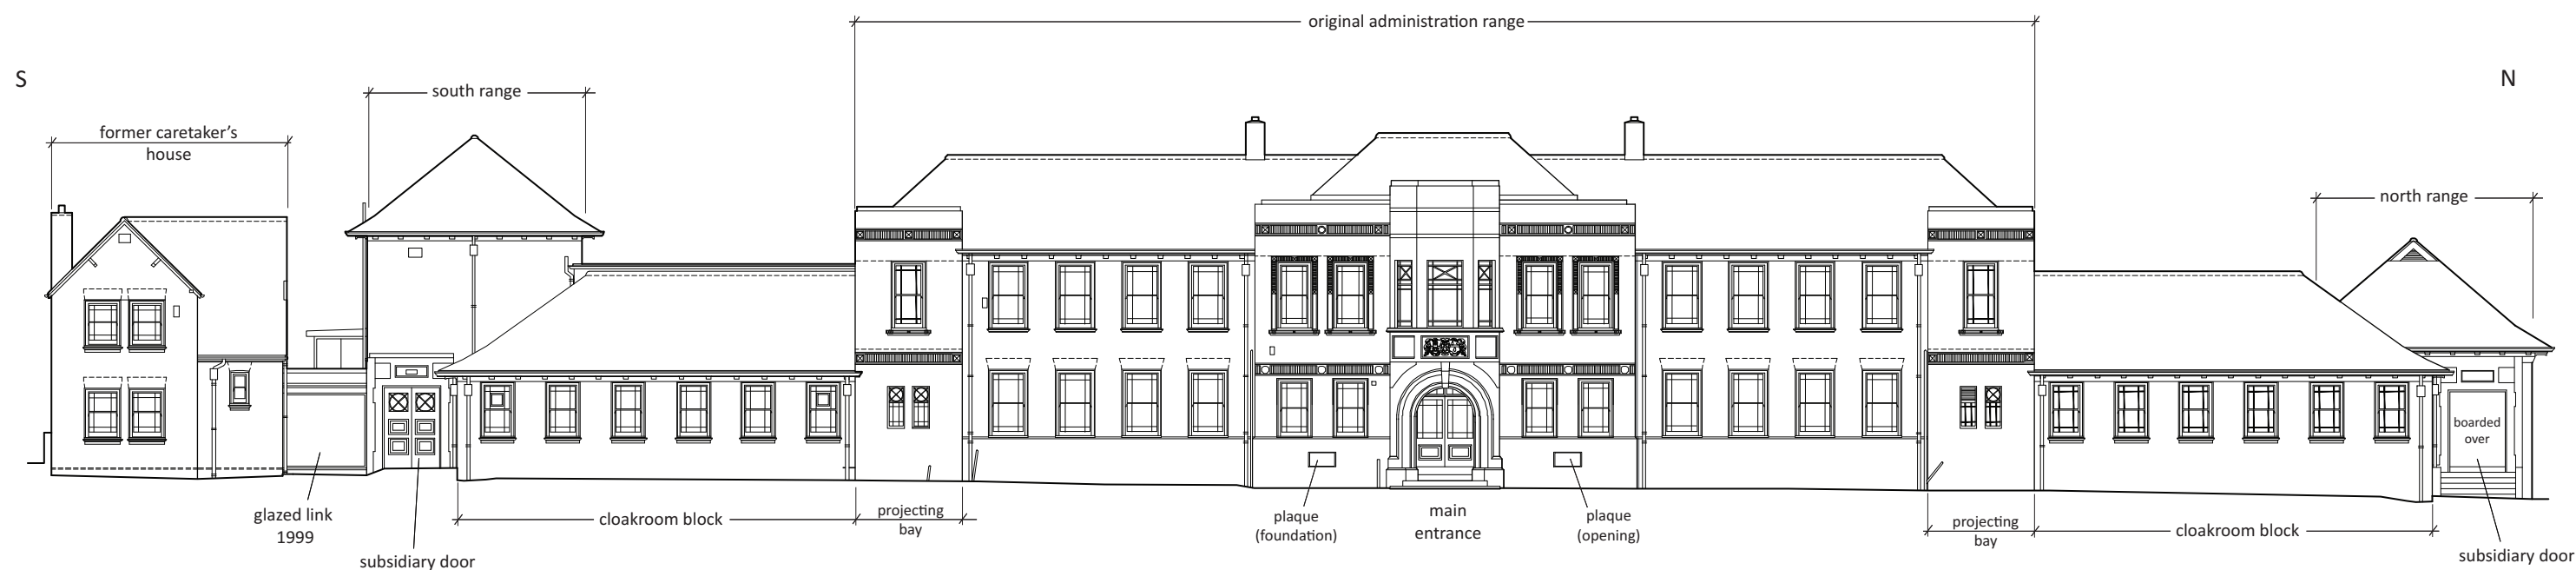 original administration range
S
N
south range
former caretaker's
house
north range
boarded
over
glazed link
1999
subsidiary door
cloakroom block
projecting
bay
plaque
(foundation)
main
entrance
plaque
(opening)
projecting
bay
cloakroom block
subsidiary door